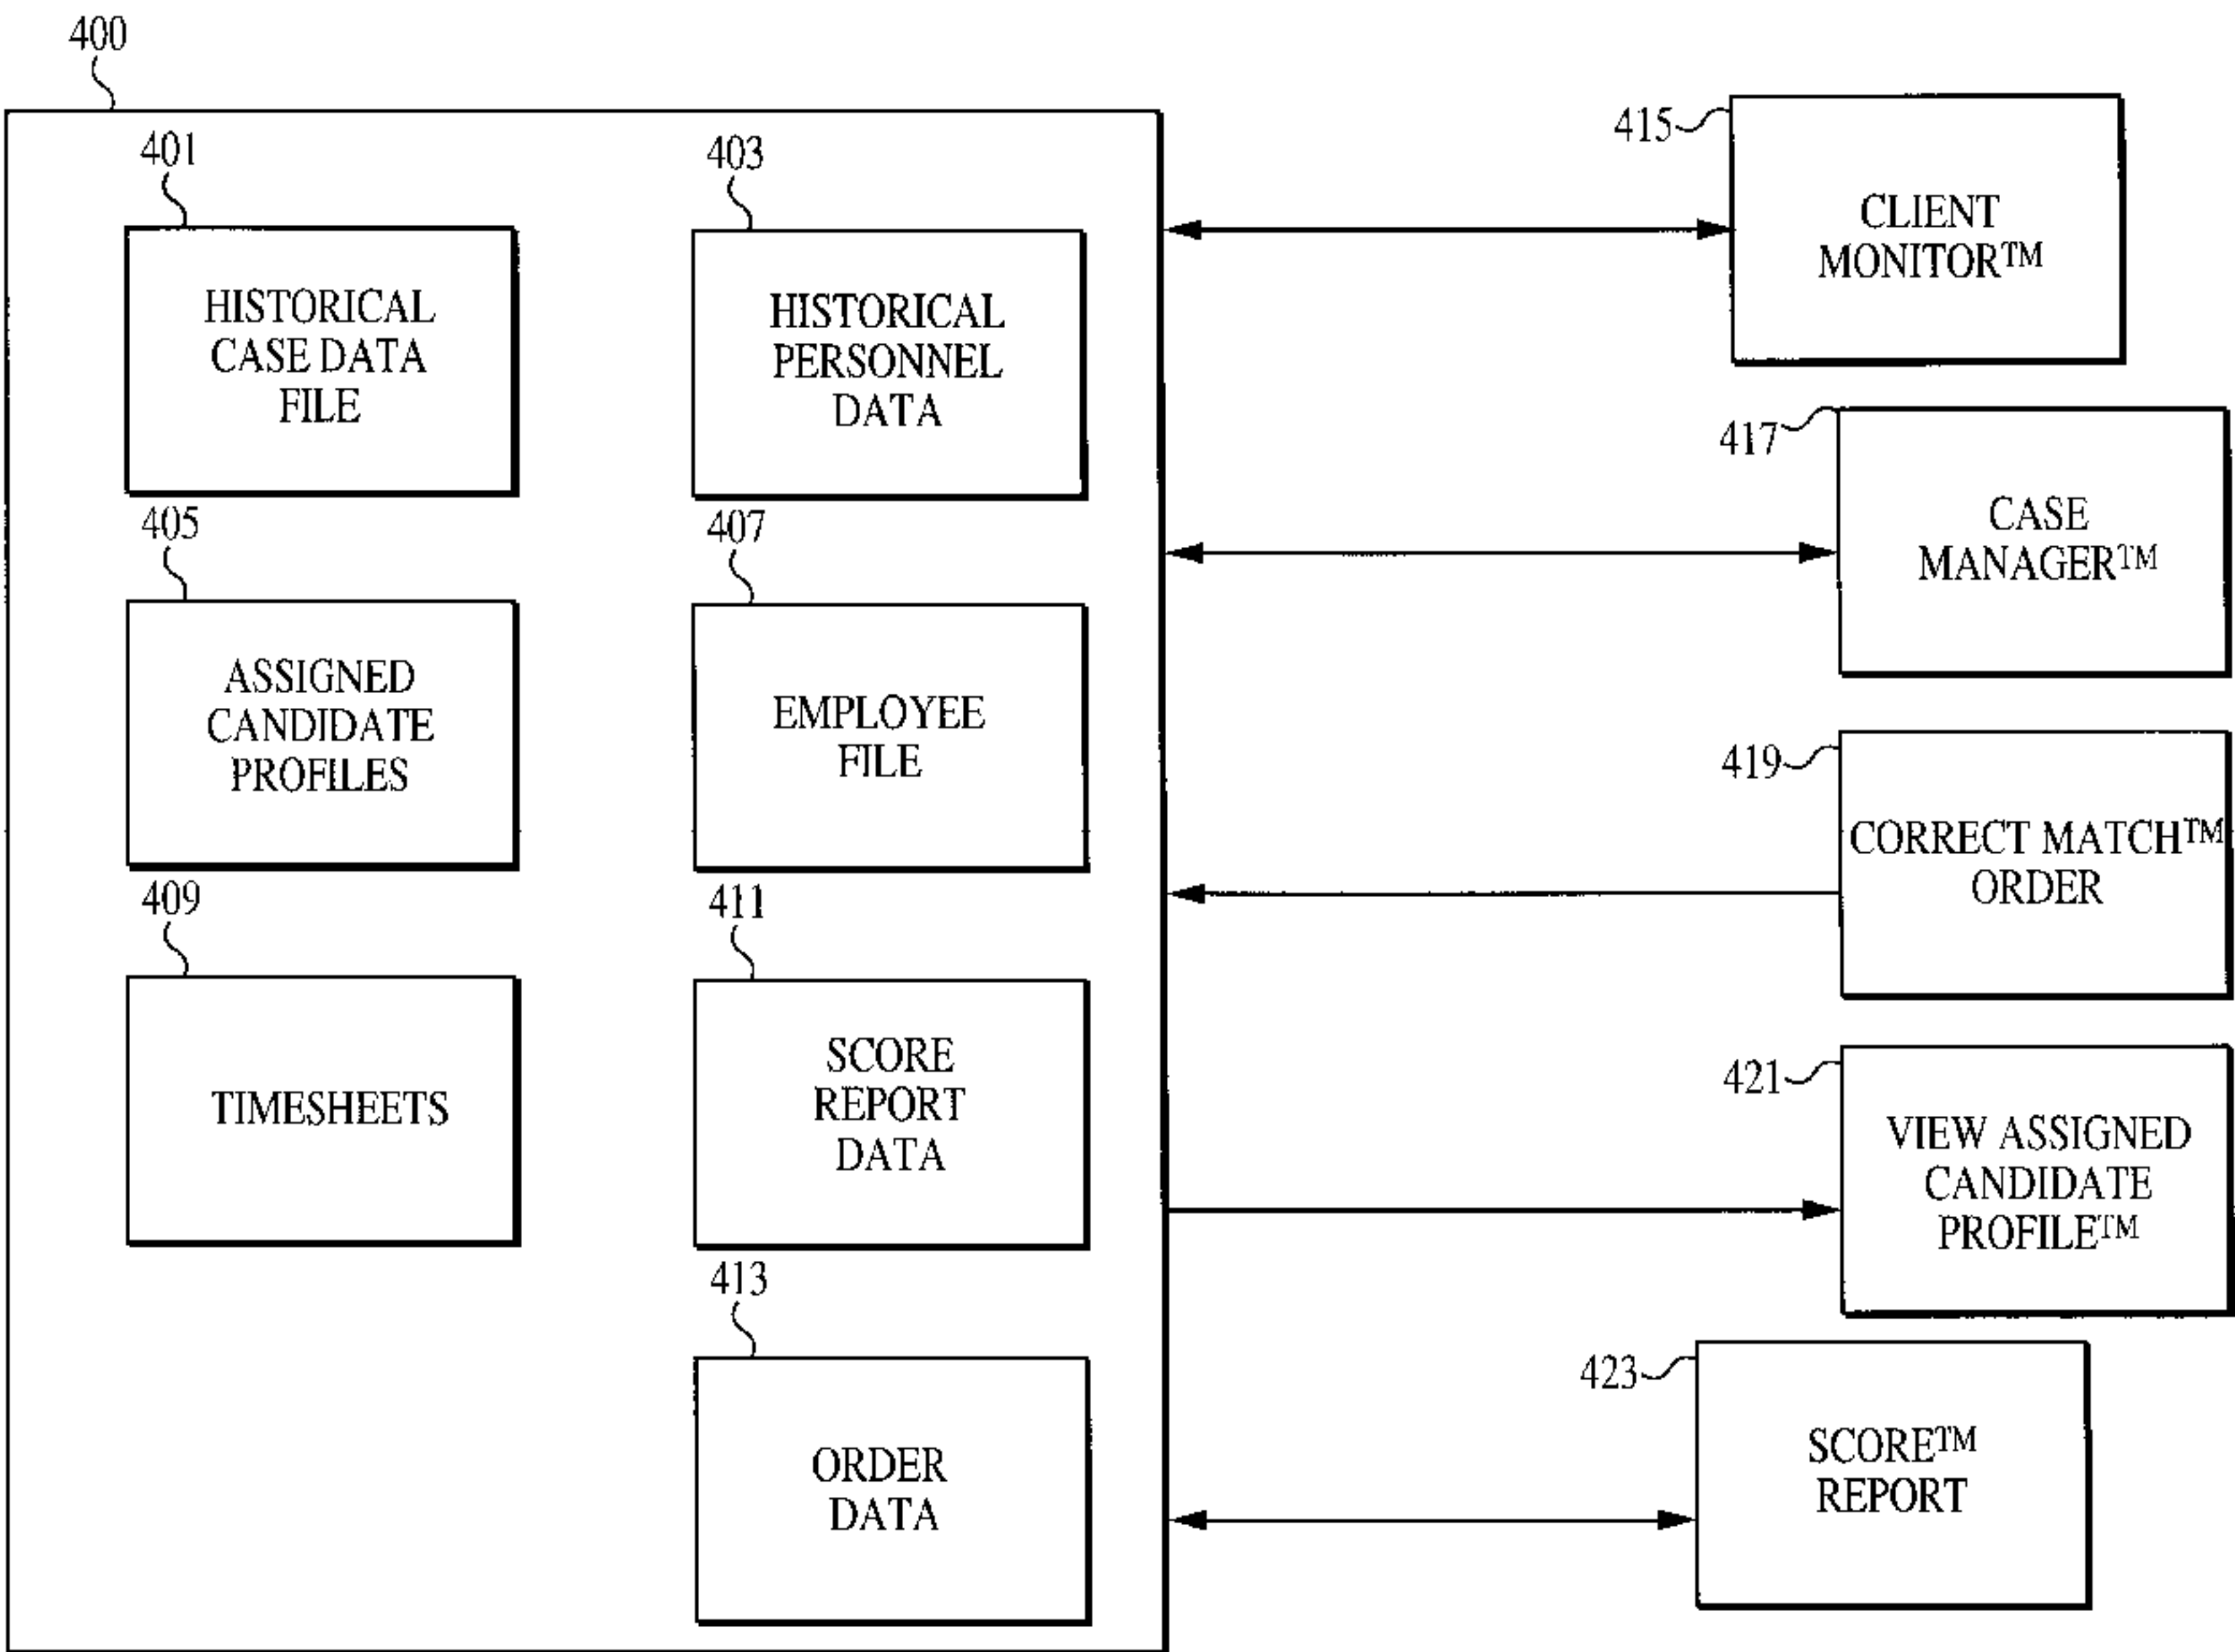 400
401
HISTORICAL
CASE DATA
FILE
403
HISTORICAL
PERSONNEL
DATA
405
ASSIGNED
CANDIDATE
PROFILES
407
EMPLOYEE
FILE
409
TIMESHEETS
411
SCORE
REPORT
DATA
413
ORDER
DATA
415
CLIENT
MONITOR™
417
CASE
MANAGER™
419
CORRECT MATCH™
ORDER
421
VIEW ASSIGNED
CANDIDATE
PROFILE™
423
SCORE™
REPORT